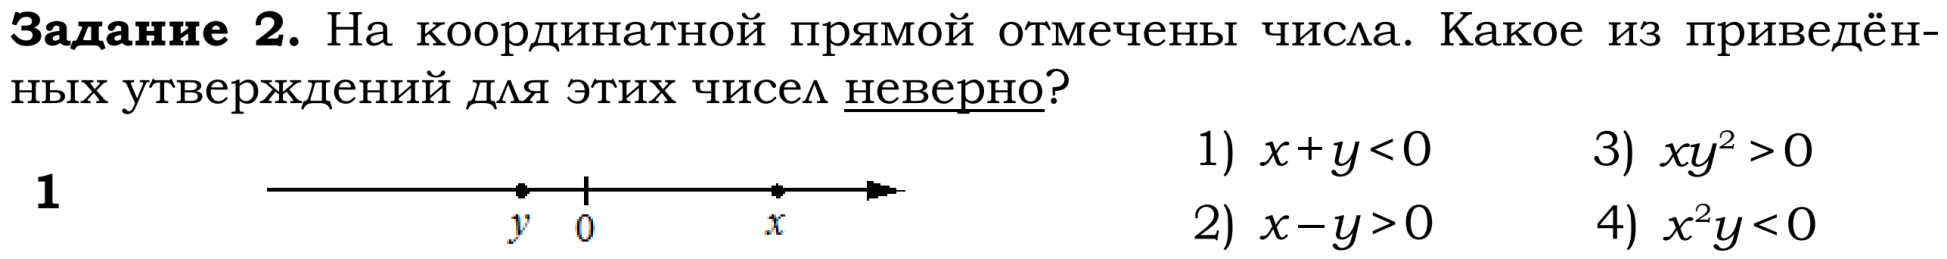 Задание 2. На координатной прямой отмечены числа. Какое из приведён-
ных утверждений для этих чисел неверно?
1) x+y<0 3) xy²>0
1
y 0 x
2) x−y>0 4) x²y<0